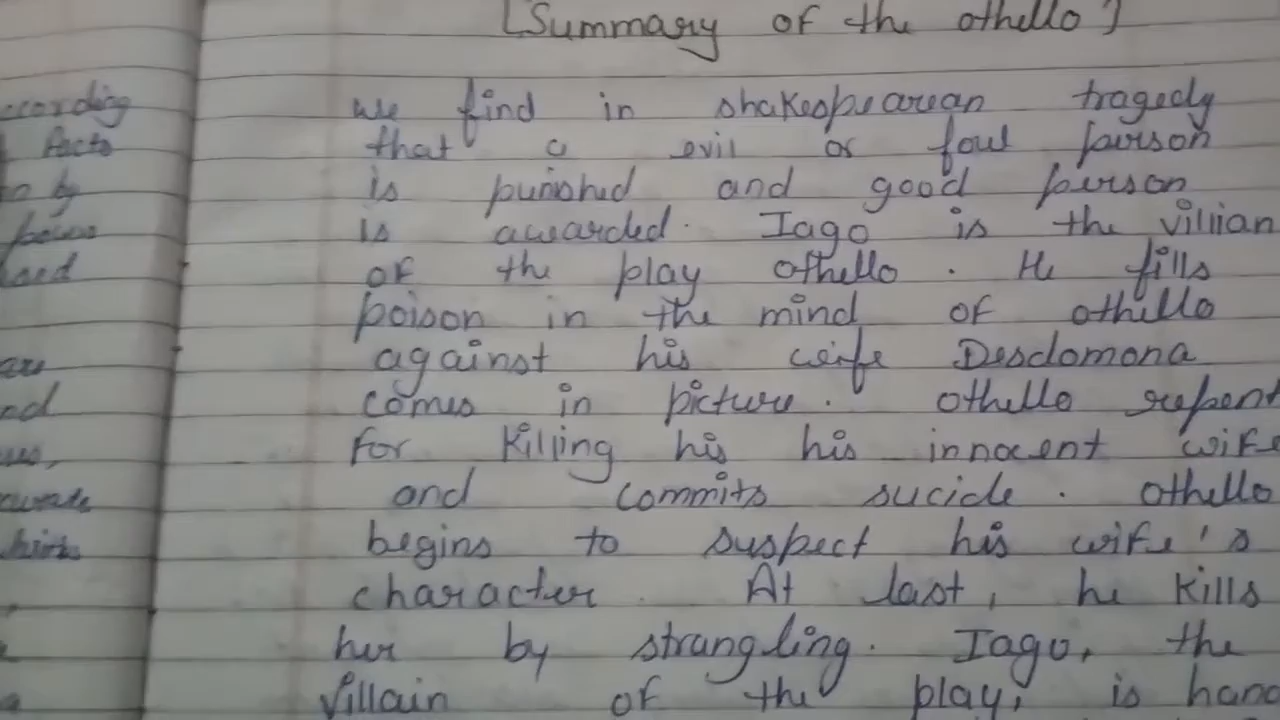 [Summary of the othello]
we find in shakespearean tragedy
that a evil or foul person
is punished and good person
is awarded. Iago is the villian
of the play othello. He fills
poison in the mind of othello
against his wife Desdomona
comes in picture. othello repent
for killing his his innocent wife
and commits sucide. othello
begins to suspect his wife's
character. At last, he kills
her by strangling. Iago, the
villain of the play, is hang